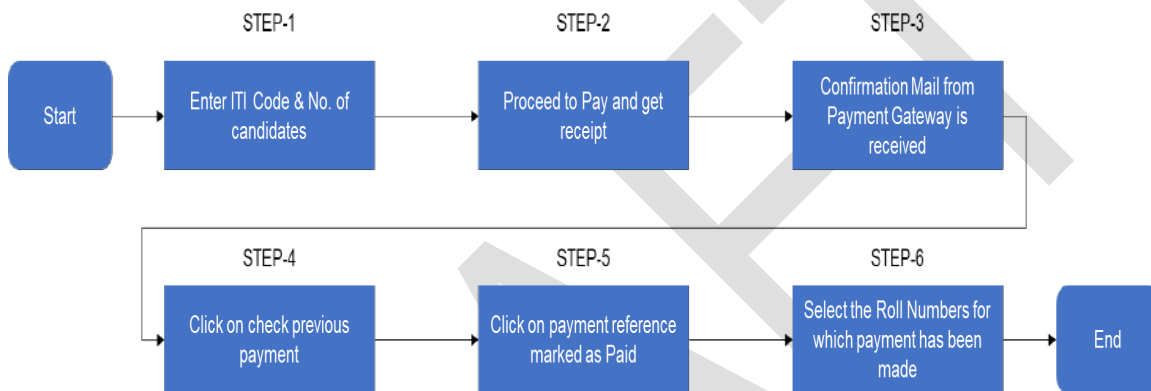 STEP-1
STEP-2
STEP-3
Start
Enter ITI Code & No. of
candidates
Proceed to Pay and get
receipt
Confirmation Mail from
Payment Gateway is
received
STEP-4
STEP-5
STEP-6
Click on check previous
payment
Click on payment reference
marked as Paid
Select the Roll Numbers for
which payment has been
made
End